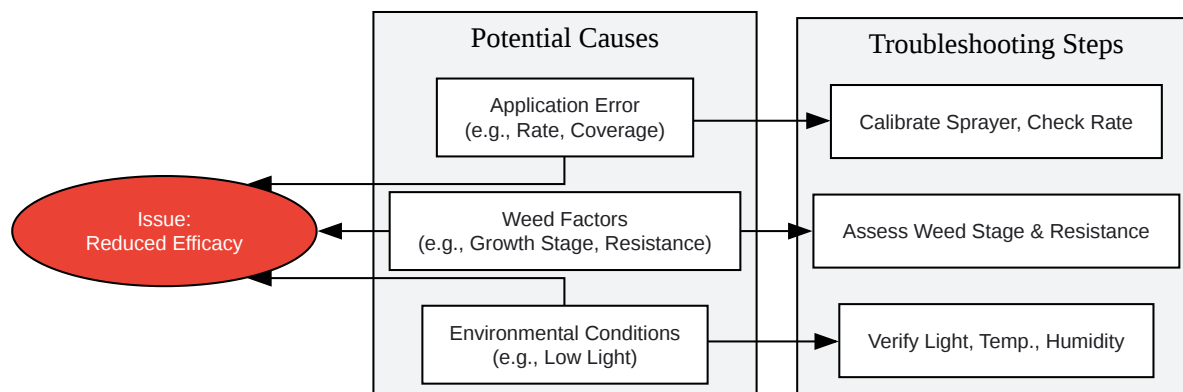 Potential Causes
Troubleshooting Steps
Application Error
(e.g., Rate, Coverage)
Calibrate Sprayer, Check Rate
Issue:
Reduced Efficacy
Weed Factors
(e.g., Growth Stage, Resistance)
Assess Weed Stage & Resistance
Environmental Conditions
(e.g., Low Light)
Verify Light, Temp., Humidity